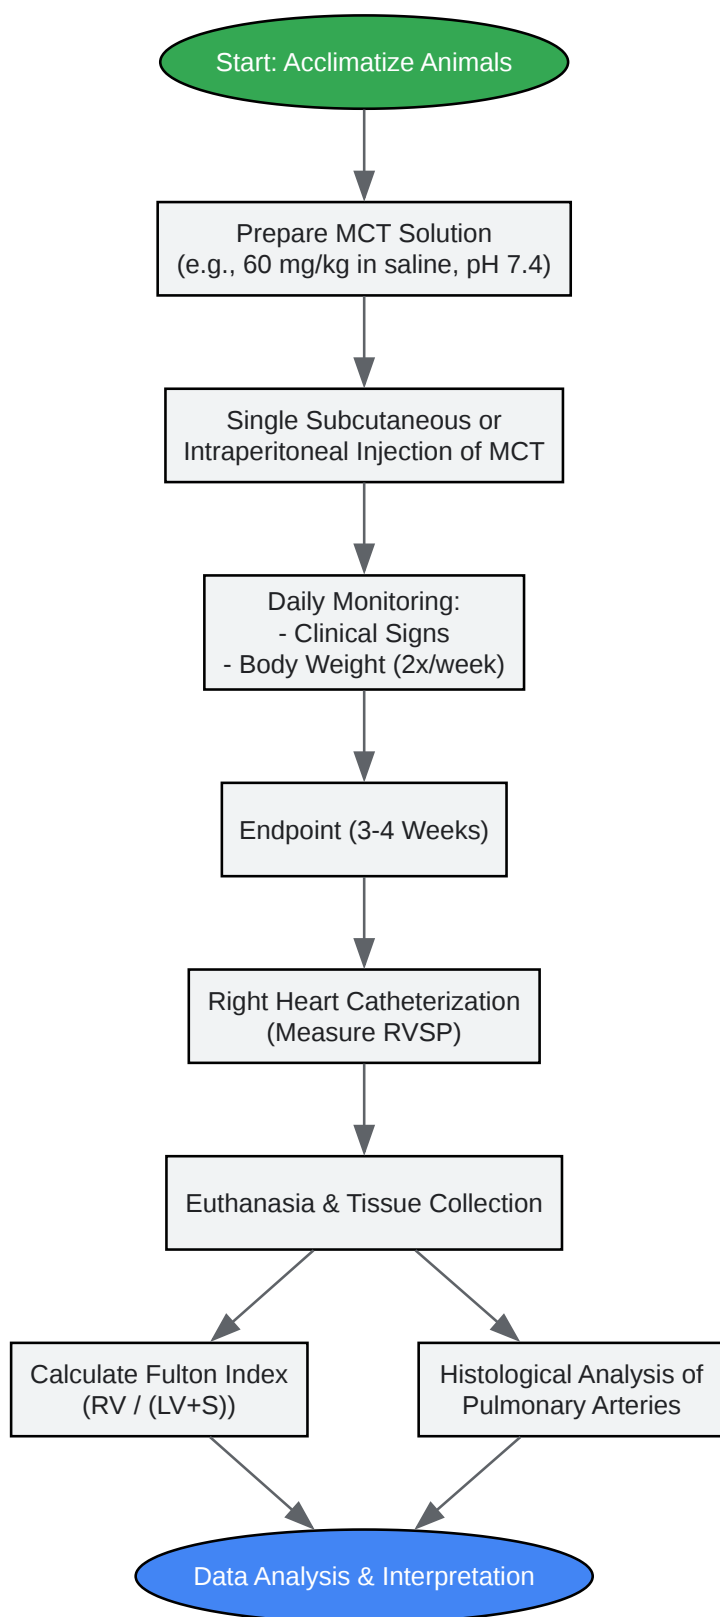 Start: Acclimatize Animals
Prepare MCT Solution
(e.g., 60 mg/kg in saline, pH 7.4)
Single Subcutaneous or
Intraperitoneal Injection of MCT
Daily Monitoring:
- Clinical Signs
- Body Weight (2x/week)
Endpoint (3-4 Weeks)
Right Heart Catheterization
(Measure RVSP)
Euthanasia & Tissue Collection
Calculate Fulton Index
(RV / (LV+S))
Histological Analysis of
Pulmonary Arteries
Data Analysis & Interpretation